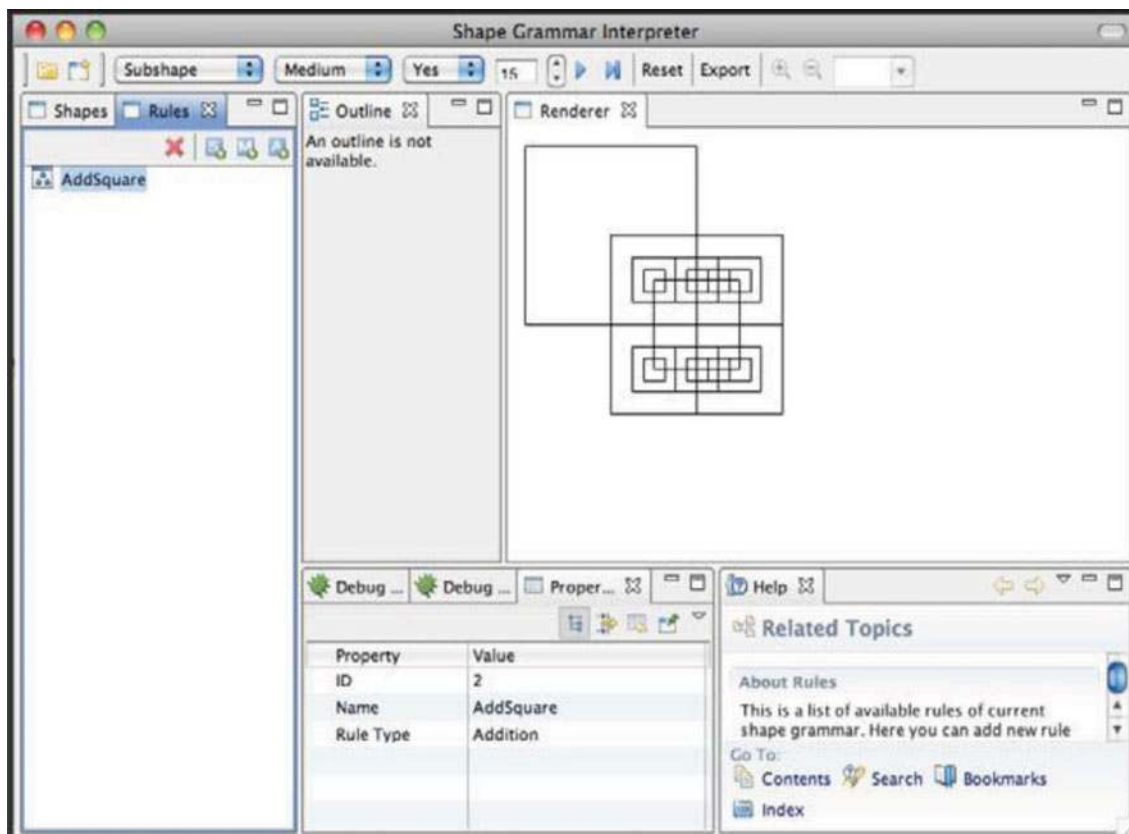 Shape Grammar Interpreter
Subshape Medium Yes 15 Reset Export
Shapes Rules
AddSquare
Outline
An outline is not
available.
Renderer
Debug ... Debug ... Proper...
Property Value
ID 2
Name AddSquare
Rule Type Addition
Help
Related Topics
About Rules
This is a list of available rules of current
shape grammar. Here you can add new rule
Go To:
Contents Search Bookmarks
Index